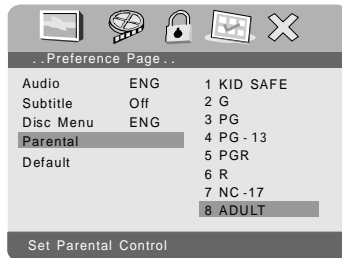 ..Preference Page..
Audio ENG
Subtitle Off
Disc Menu ENG
Parental
Default
1 KID SAFE
2 G
3 PG
4 PG-13
5 PGR
6 R
7 NC-17
8 ADULT
Set Parental Control